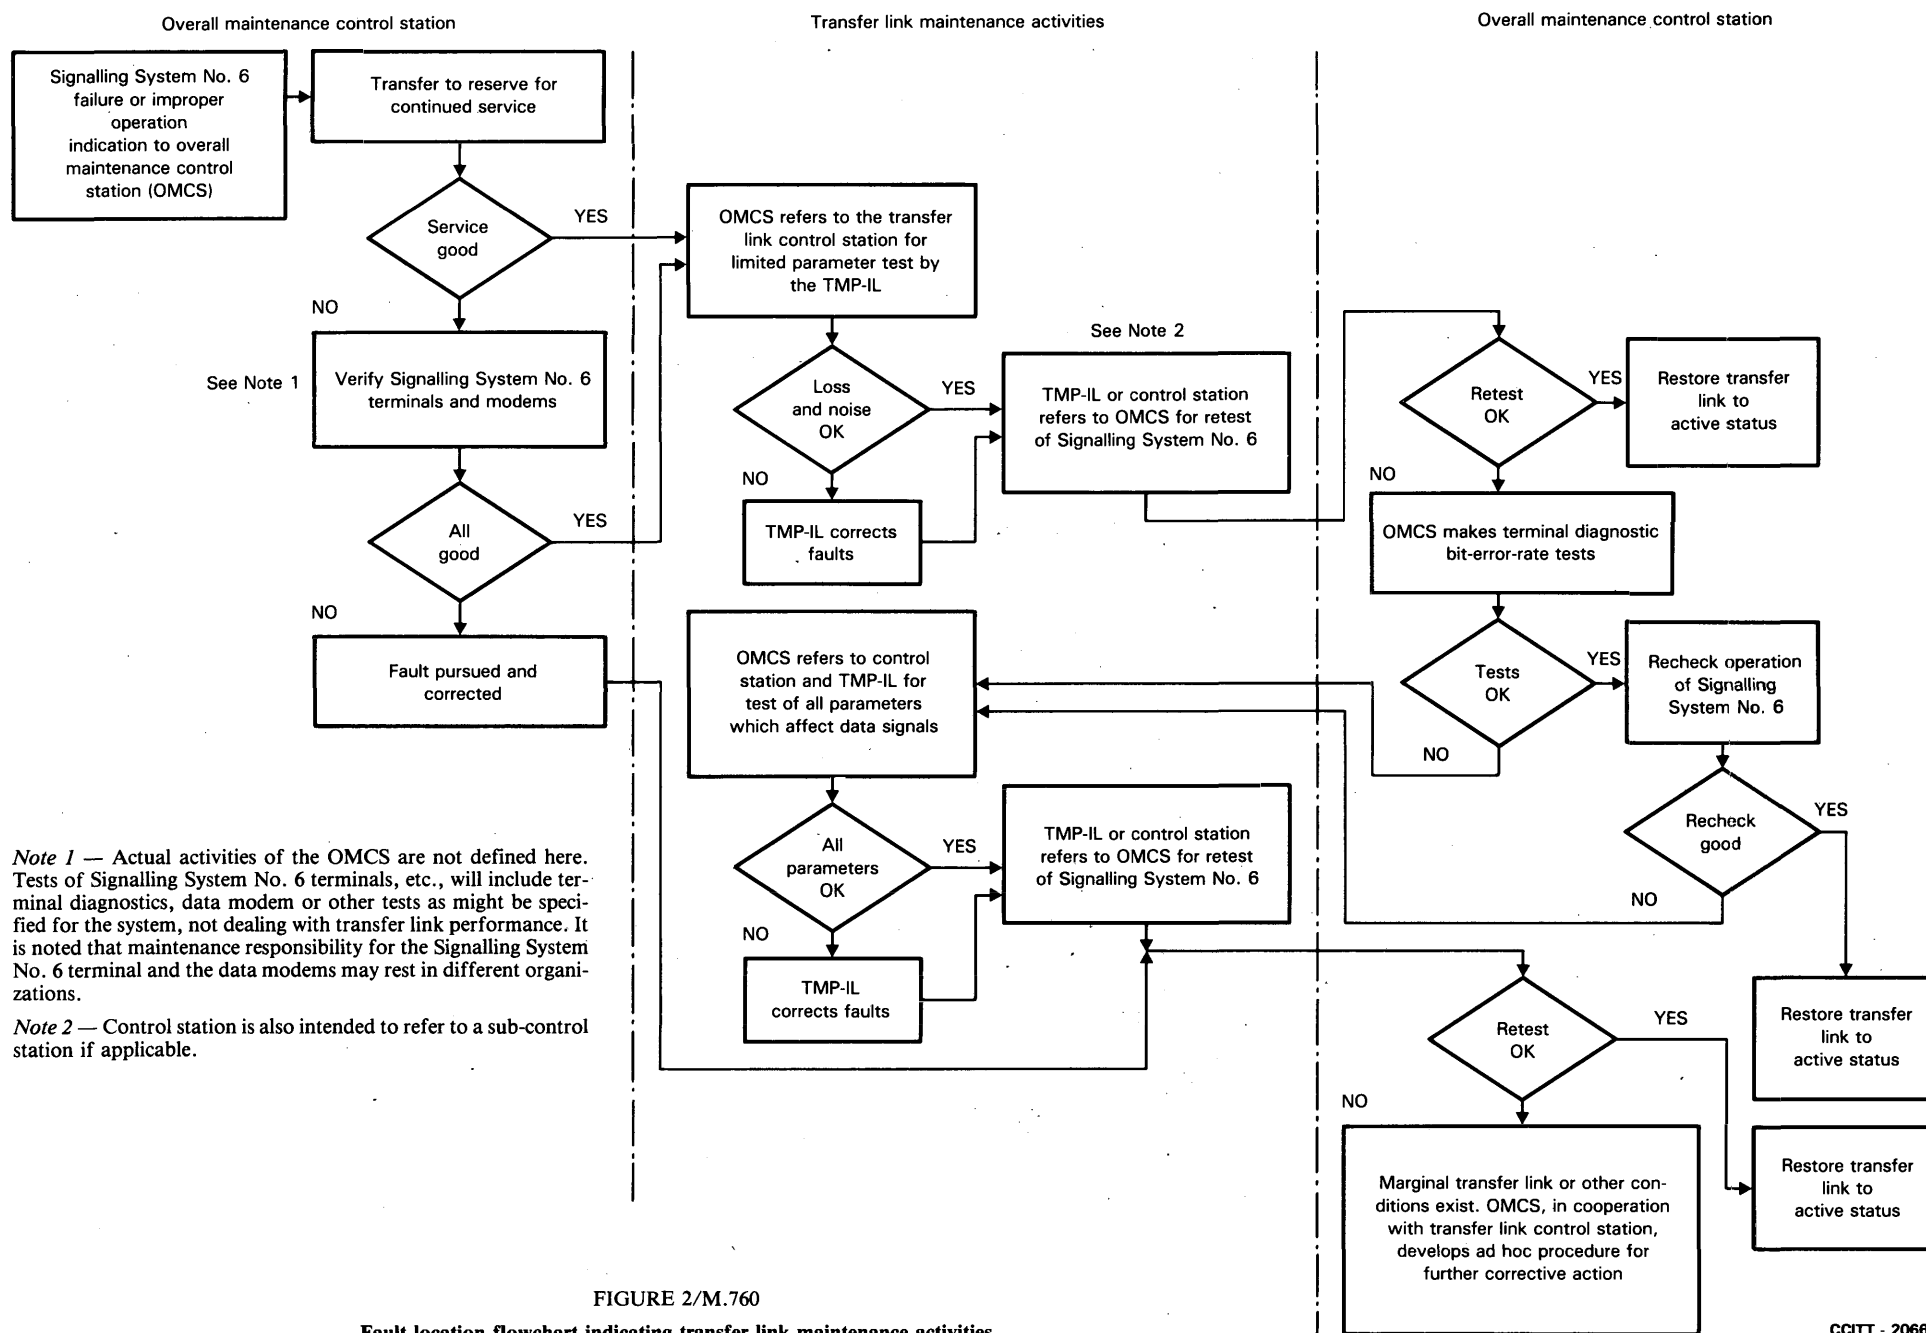 Overall maintenance control station
Transfer link maintenance activities
Overall maintenance control station
Signalling System No. 6
failure or improper
operation
indication to overall
maintenance control
station (OMCS)
Transfer to reserve for
continued service
Service
good
YES
NO
See Note 1
Verify Signalling System No. 6
terminals and modems
All
good
YES
NO
Fault pursued and
corrected
OMCS refers to the transfer
link control station for
limited parameter test by
the TMP-IL
Loss
and noise
OK
YES
NO
TMP-IL corrects
faults
See Note 2
TMP-IL or control station
refers to OMCS for retest
of Signalling System No. 6
OMCS refers to control
station and TMP-IL for
test of all parameters
which affect data signals
All
parameters
OK
YES
NO
TMP-IL
corrects faults
TMP-IL or control station
refers to OMCS for retest
of Signalling System No. 6
Retest
OK
YES
NO
Restore transfer
link to
active status
OMCS makes terminal diagnostic
bit-error-rate tests
Tests
OK
YES
NO
Recheck operation
of Signalling
System No. 6
Recheck
good
YES
NO
Restore transfer
link to
active status
Retest
OK
YES
NO
Restore transfer
link to
active status
Marginal transfer link or other con-
ditions exist. OMCS, in cooperation
with transfer link control station,
develops ad hoc procedure for
further corrective action
Note 1 — Actual activities of the OMCS are not defined here.
Tests of Signalling System No. 6 terminals, etc., will include ter-
minal diagnostics, data modem or other tests as might be speci-
fied for the system, not dealing with transfer link performance. It
is noted that maintenance responsibility for the Signalling System
No. 6 terminal and the data modems may rest in different organi-
zations.
Note 2 — Control station is also intended to refer to a sub-control
station if applicable.
FIGURE 2/M.760
Fault location flowchart indicating transfer link maintenance activities
CCITT - 2066